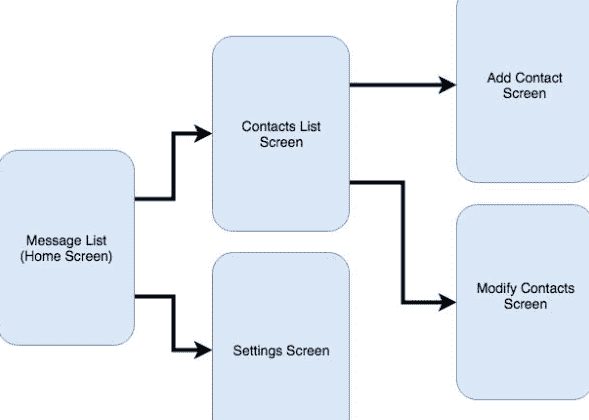 Message List
(Home Screen)
Contacts List
Screen
Settings Screen
Add Contact
Screen
Modify Contacts
Screen